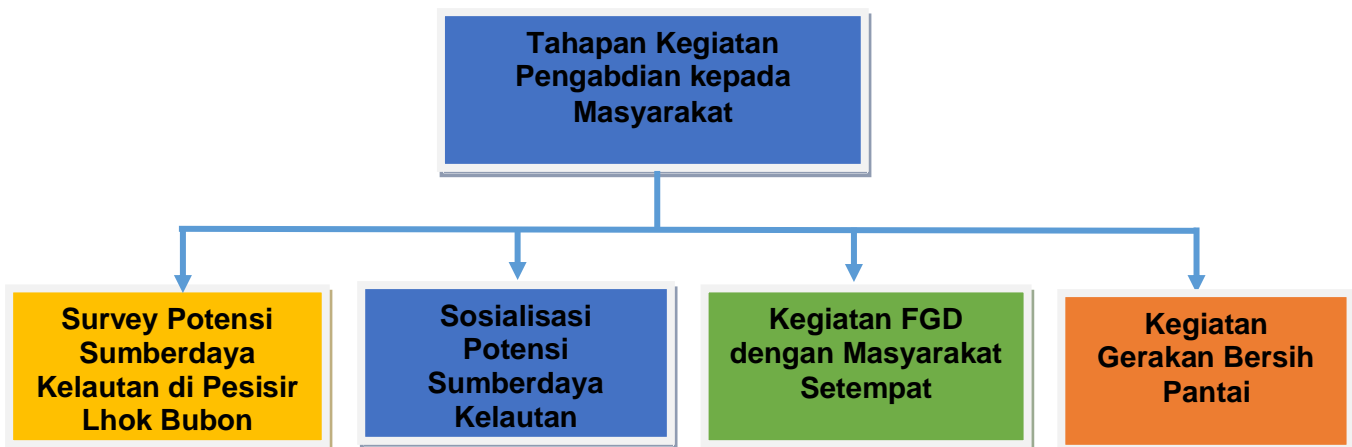 Tahapan Kegiatan
Pengabdian kepada
Masyarakat
Survey Potensi
Sumberdaya
Kelautan di Pesisir
Lhok Bubon
Sosialisasi
Potensi
Sumberdaya
Kelautan
Kegiatan FGD
dengan Masyarakat
Setempat
Kegiatan
Gerakan Bersih
Pantai